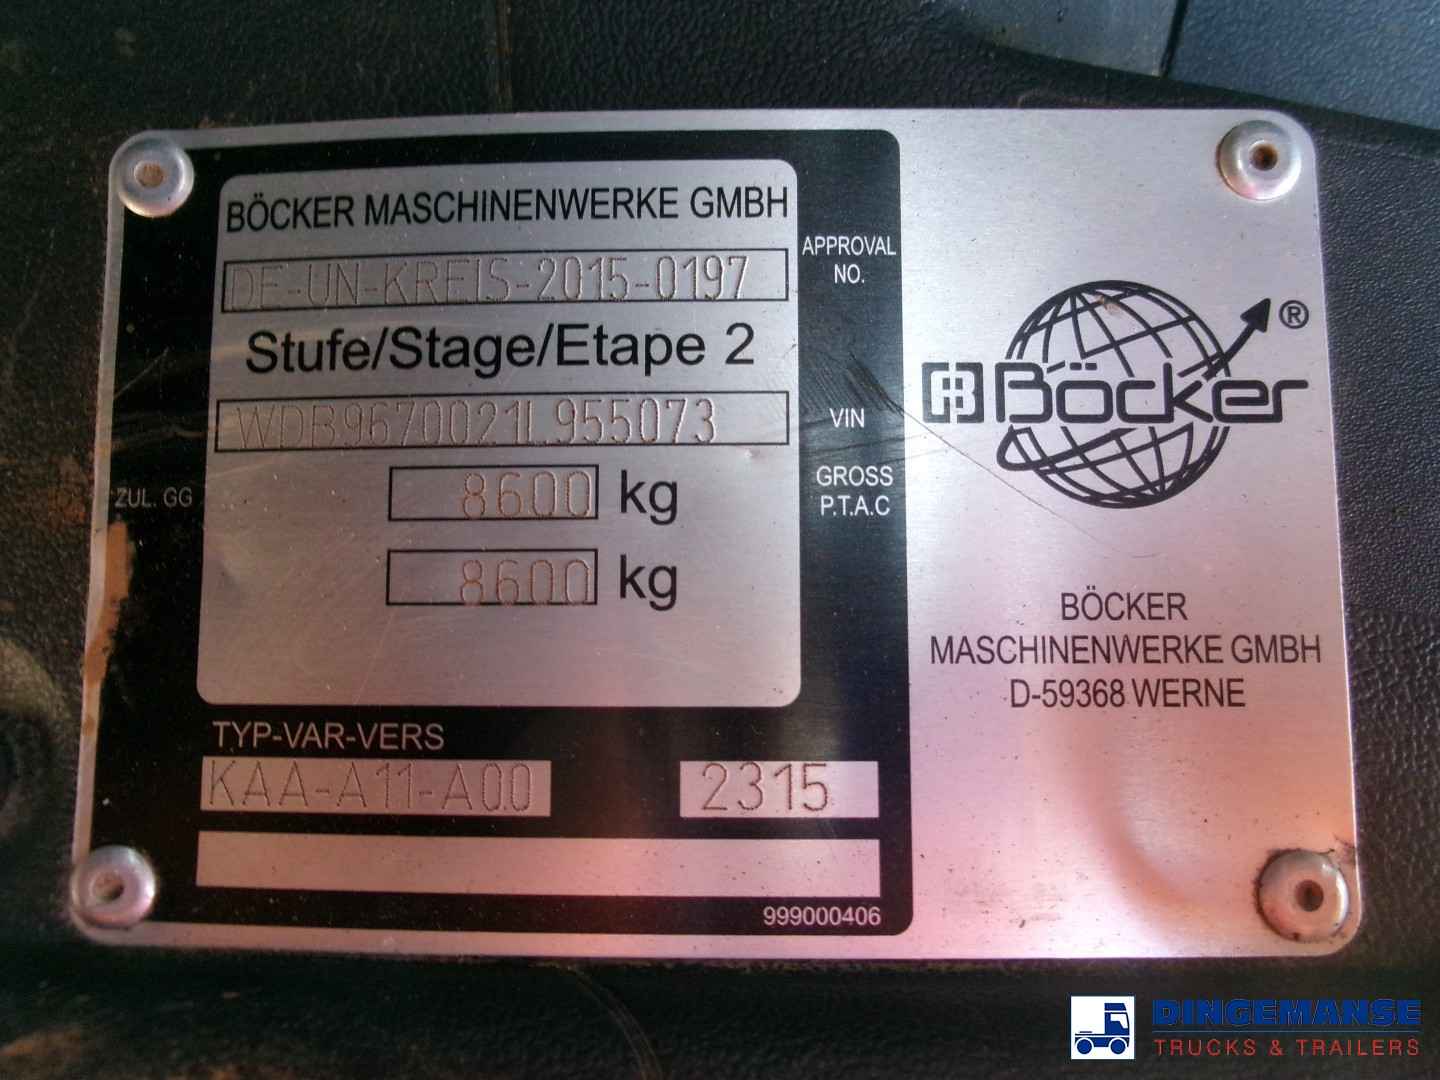 BÖCKER MASCHINENWERKE GMBH
DE-UN-KREIS-2015-0197
APPROVAL NO.
Stufe/Stage/Etape 2
WDB9670021L955073
VIN
ZUL. GG
8600 kg
GROSS
P.T.A.C
8600 kg
TYP-VAR-VERS
KAA-A11-A00
2315
999000406
Böcker®
BÖCKER
MASCHINENWERKE GMBH
D-59368 WERNE
DINGEMANSE
TRUCKS & TRAILERS